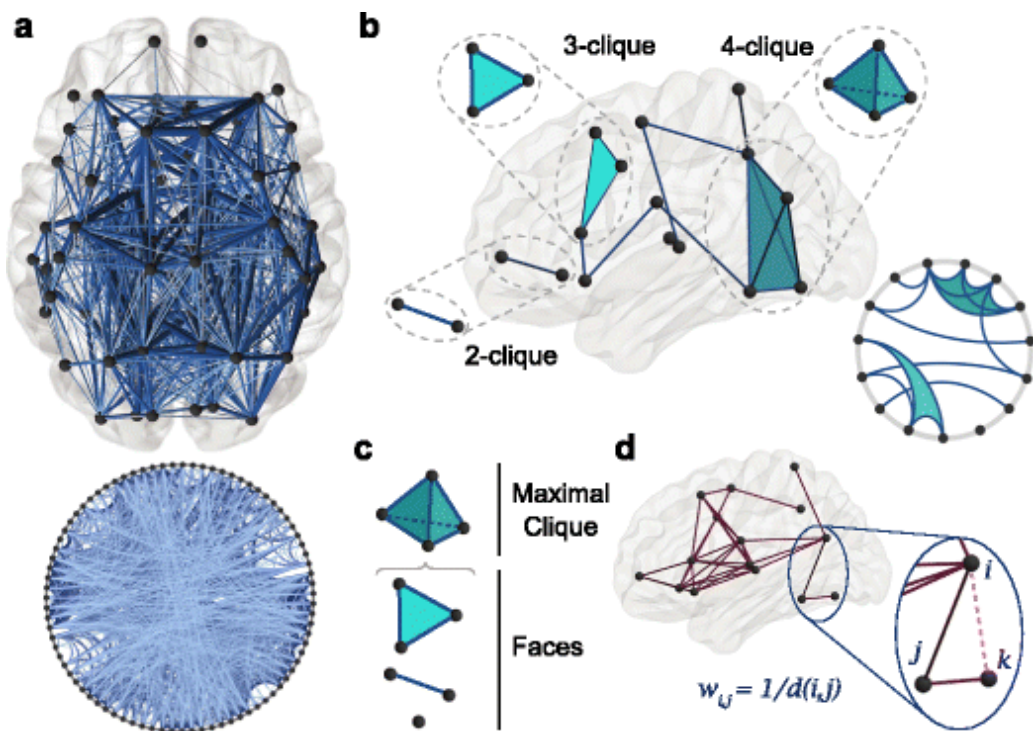 a
b
3-clique
4-clique
2-clique
c
Maximal
Clique
Faces
d
i
j
k
w_{i,j} = 1/d(i,j)